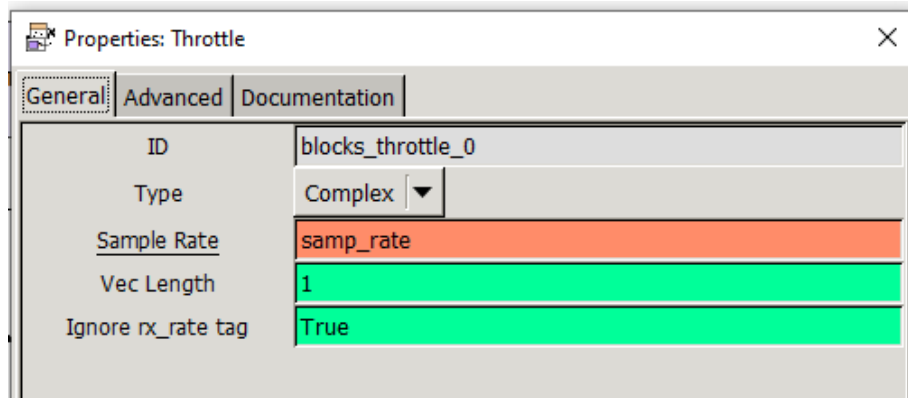 Properties: Throttle
General Advanced Documentation
ID blocks_throttle_0
Type Complex
Sample Rate samp_rate
Vec Length 1
Ignore rx_rate tag True